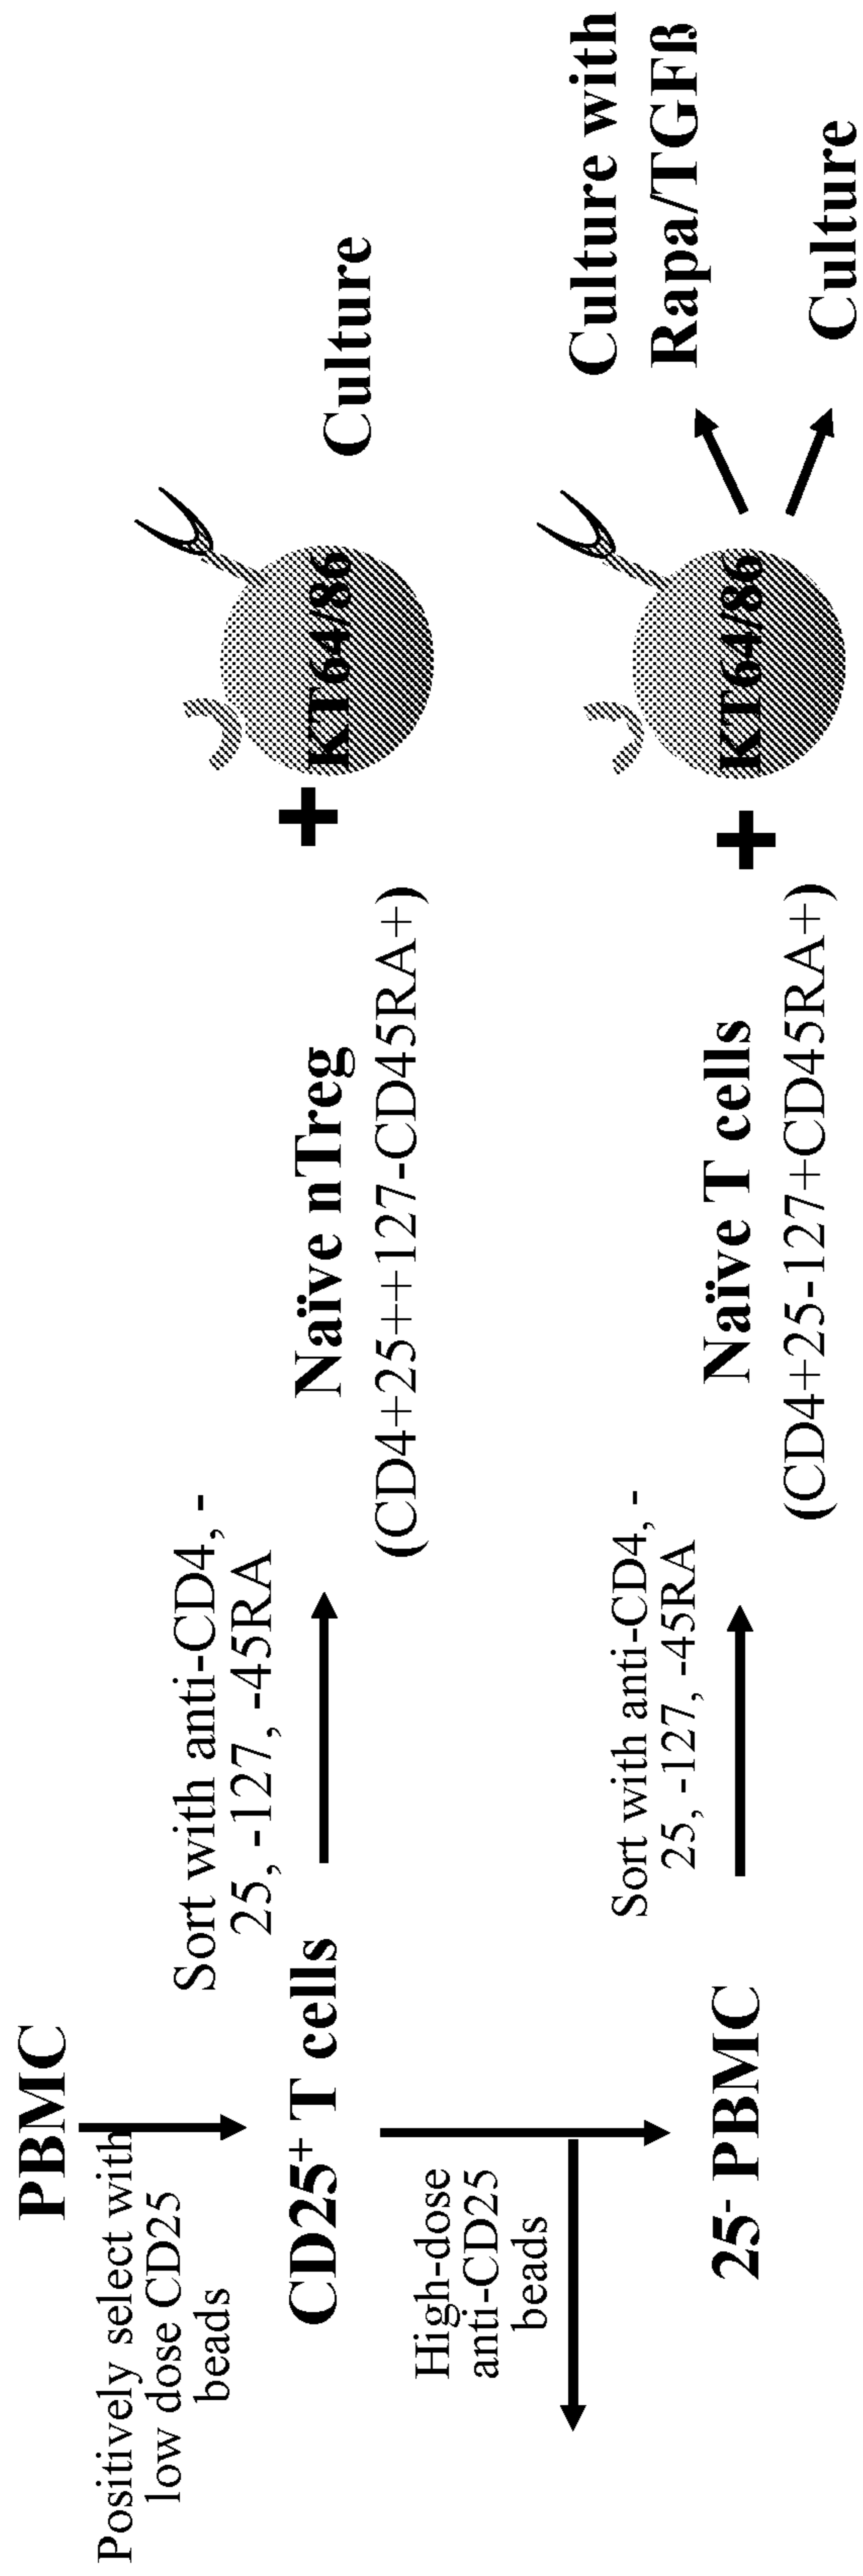 PBMC
Positively select with
low dose CD25
beads
CD25⁺ T cells
Sort with anti-CD4, -
25, -127, -45RA
Naïve nTreg
(CD4+25++127-CD45RA+)
+
KT64/86
Culture
High-dose
anti-CD25
beads
25⁻ PBMC
Sort with anti-CD4, -
25, -127, -45RA
Naïve T cells
(CD4+25-127+CD45RA+)
+
KT64/86
Culture with
Rapa/TGFß
Culture